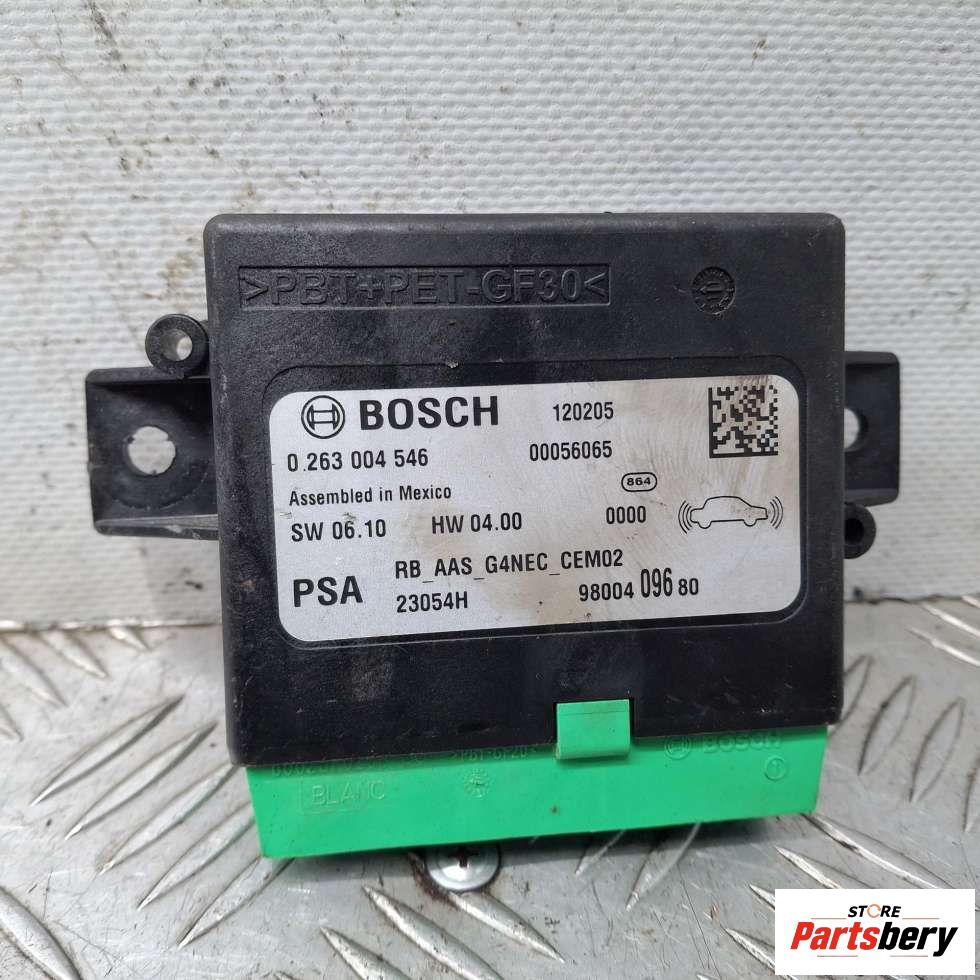 >PBT+PET-GF30<
BOSCH 120205
0 263 004 546 00056065
Assembled in Mexico 864
SW 06.10 HW 04.00 0000
PSA RB_AAS_G4NEC_CEM02
23054H 98004 096 80
BOSCH
BLANC
STORE
Partsbery